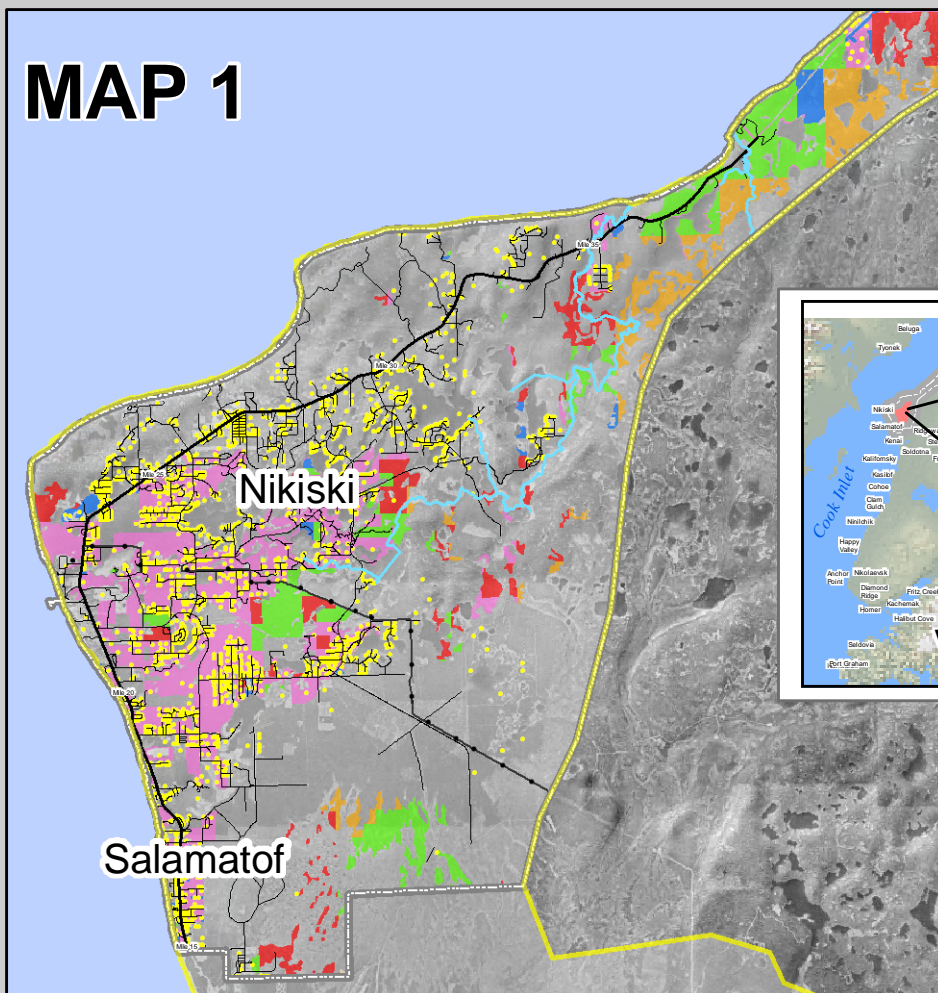 MAP 1
Mile 35
Mile 30
Mile 25
Nikiski
Mile 20
Salamatof
Mile 15
Beluga
Tyonek
Nikiski
Salamatof
Kenai
Soldotna
Kalifornsky
Kasilof
Cohoe
Clam
Gulch
Cook Inlet
Ninilchik
Happy
Valley
Anchor
Point
Nikolaevsk
Diamond
Ridge
Fritz Creek
Kachemak
Homer
Halibut Cove
Seldovia
Port Graham